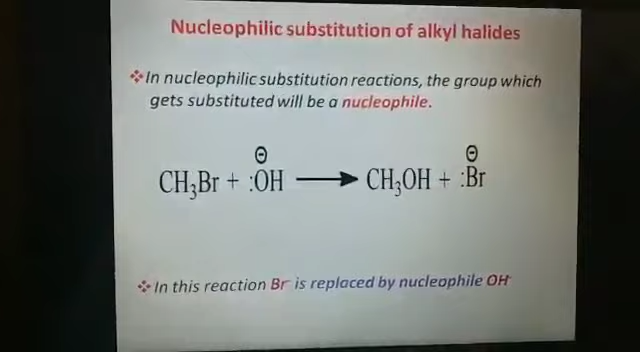 Nucleophilic substitution of alkyl halides
❖In nucleophilic substitution reactions, the group which
gets substituted will be a nucleophile.
CH₃Br + :OH⊖ ⟶ CH₃OH + :Br⊖
❖In this reaction Br⁻ is replaced by nucleophile OH⁻